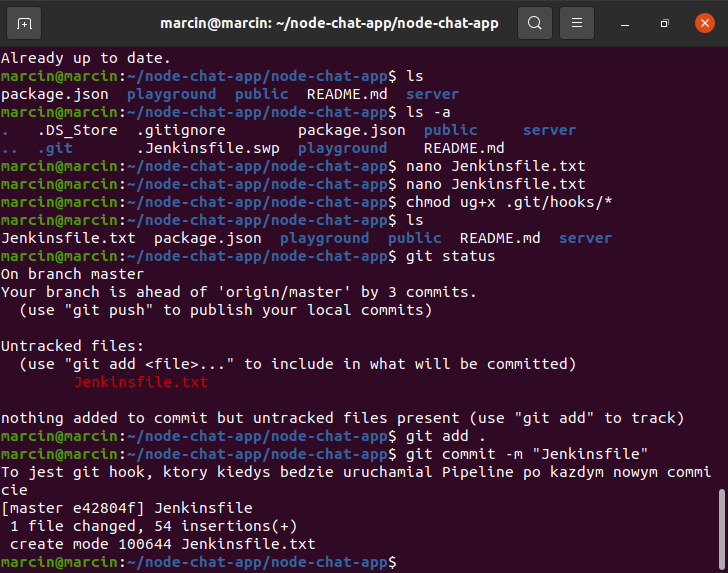 marcin@marcin: ~/node-chat-app/node-chat-app
Already up to date.
marcin@marcin:~/node-chat-app/node-chat-app$ ls
package.json  playground  public  README.md  server
marcin@marcin:~/node-chat-app/node-chat-app$ ls -a
.   .DS_Store  .gitignore        package.json  public     server
..  .git       .Jenkinsfile.swp  playground    README.md
marcin@marcin:~/node-chat-app/node-chat-app$ nano Jenkinsfile.txt
marcin@marcin:~/node-chat-app/node-chat-app$ nano Jenkinsfile.txt
marcin@marcin:~/node-chat-app/node-chat-app$ chmod ug+x .git/hooks/*
marcin@marcin:~/node-chat-app/node-chat-app$ ls
Jenkinsfile.txt  package.json  playground  public  README.md  server
marcin@marcin:~/node-chat-app/node-chat-app$ git status
On branch master
Your branch is ahead of 'origin/master' by 3 commits.
  (use "git push" to publish your local commits)
Untracked files:
  (use "git add <file>..." to include in what will be committed)
        Jenkinsfile.txt
nothing added to commit but untracked files present (use "git add" to track)
marcin@marcin:~/node-chat-app/node-chat-app$ git add .
marcin@marcin:~/node-chat-app/node-chat-app$ git commit -m "Jenkinsfile"
To jest git hook, ktory kiedys bedzie uruchamial Pipeline po kazdym nowym commi
cie
[master e42804f] Jenkinsfile
 1 file changed, 54 insertions(+)
 create mode 100644 Jenkinsfile.txt
marcin@marcin:~/node-chat-app/node-chat-app$